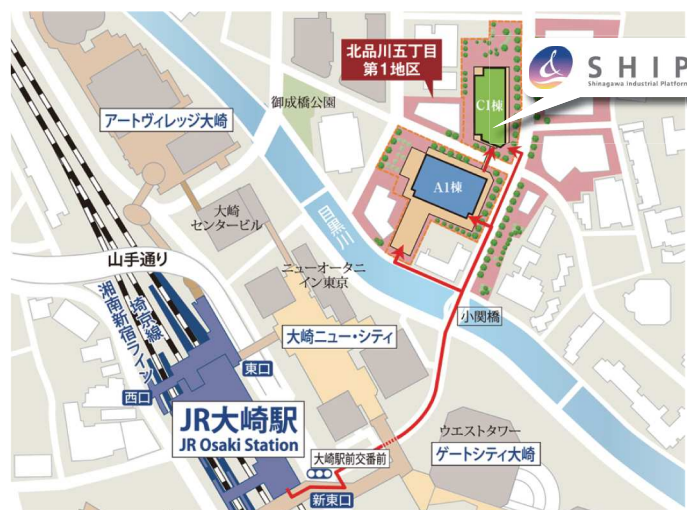 北品川五丁目
第1地区
& SHIP
Shinagawa Industrial Platform
C1棟
御成橋公園
アートヴィレッジ大崎
A1棟
大崎
センタービル
目黒川
山手通り
ニューオータニ
イン東京
埼京線
湘南新宿ライン
小関橋
大崎ニュー・シティ
東口
西口
JR大崎駅
JR Osaki Station
ウエストタワー
大崎駅前交番前
ゲートシティ大崎
新東口